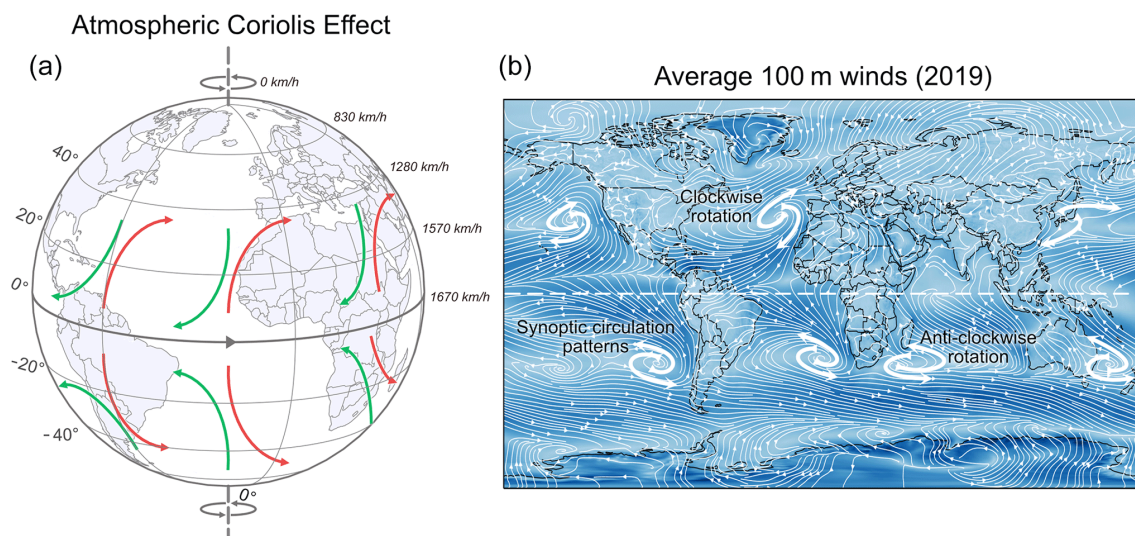 Atmospheric Coriolis Effect
(a)
0 km/h
830 km/h
40°
1280 km/h
20°
1570 km/h
0°
1670 km/h
-20°
-40°
0°
(b)
Average 100 m winds (2019)
Clockwise
rotation
Synoptic circulation
patterns
Anti-clockwise
rotation